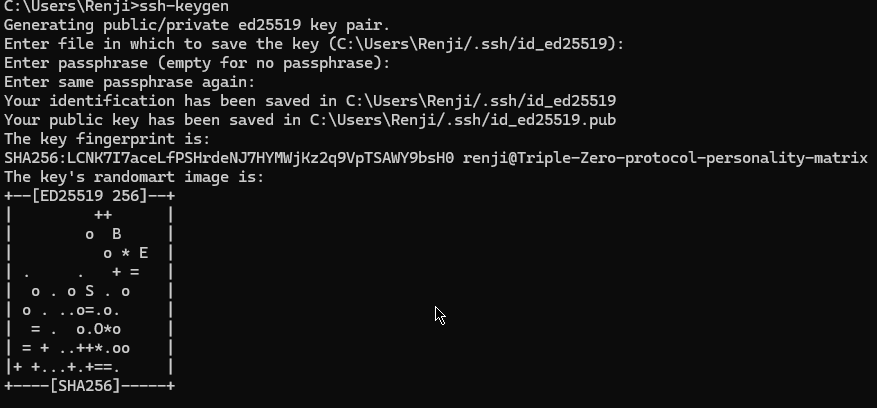 C:\Users\Renji>ssh-keygen
Generating public/private ed25519 key pair.
Enter file in which to save the key (C:\Users\Renji/.ssh/id_ed25519):
Enter passphrase (empty for no passphrase):
Enter same passphrase again:
Your identification has been saved in C:\Users\Renji/.ssh/id_ed25519
Your public key has been saved in C:\Users\Renji/.ssh/id_ed25519.pub
The key fingerprint is:
SHA256:LCNK7I7aceLfPSHrdeNJ7HYMWjKz2q9VpTSAWY9bsH0 renji@Triple-Zero-protocol-personality-matrix
The key's randomart image is:
+--[ED25519 256]--+
|         ++      |
|        o  B     |
|          o * E  |
| .     .   + =   |
|  o . o S . o    |
| o . ..o=.o.     |
|  = .  o.O*o     |
| = + ..++*.oo    |
|+ +...+.+==.     |
+----[SHA256]-----+